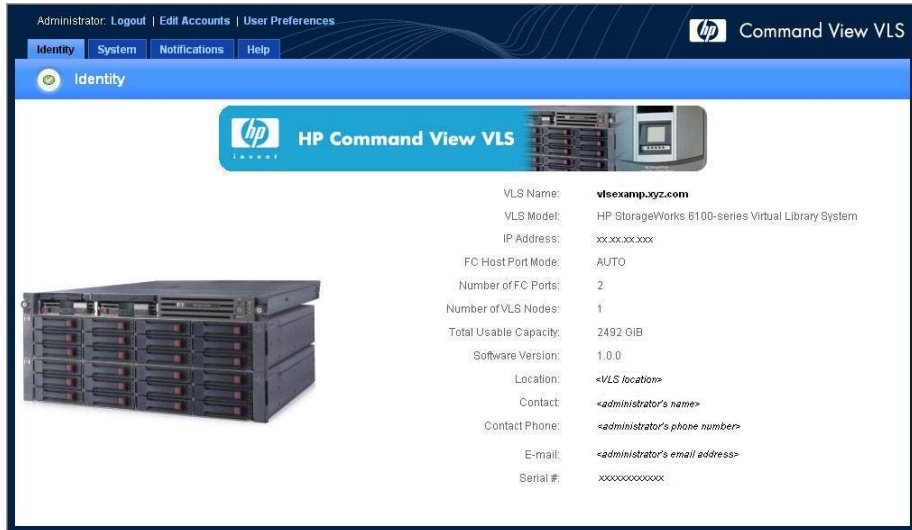 Administrator: Logout | Edit Accounts | User Preferences
hp Command View VLS
Identity System Notifications Help
Identity
hp HP Command View VLS
invent
VLS Name: vlsexamp.xyz.com
VLS Model: HP StorageWorks 6100-series Virtual Library System
IP Address: xx.xx.xx.xxx
FC Host Port Mode: AUTO
Number of FC Ports: 2
Number of VLS Nodes: 1
Total Usable Capacity: 2492 GiB
Software Version: 1.0.0
Location: <VLS location>
Contact: <administrator's name>
Contact Phone: <administrator's phone number>
E-mail: <administrator's email address>
Serial #: xxxxxxxxxxxx